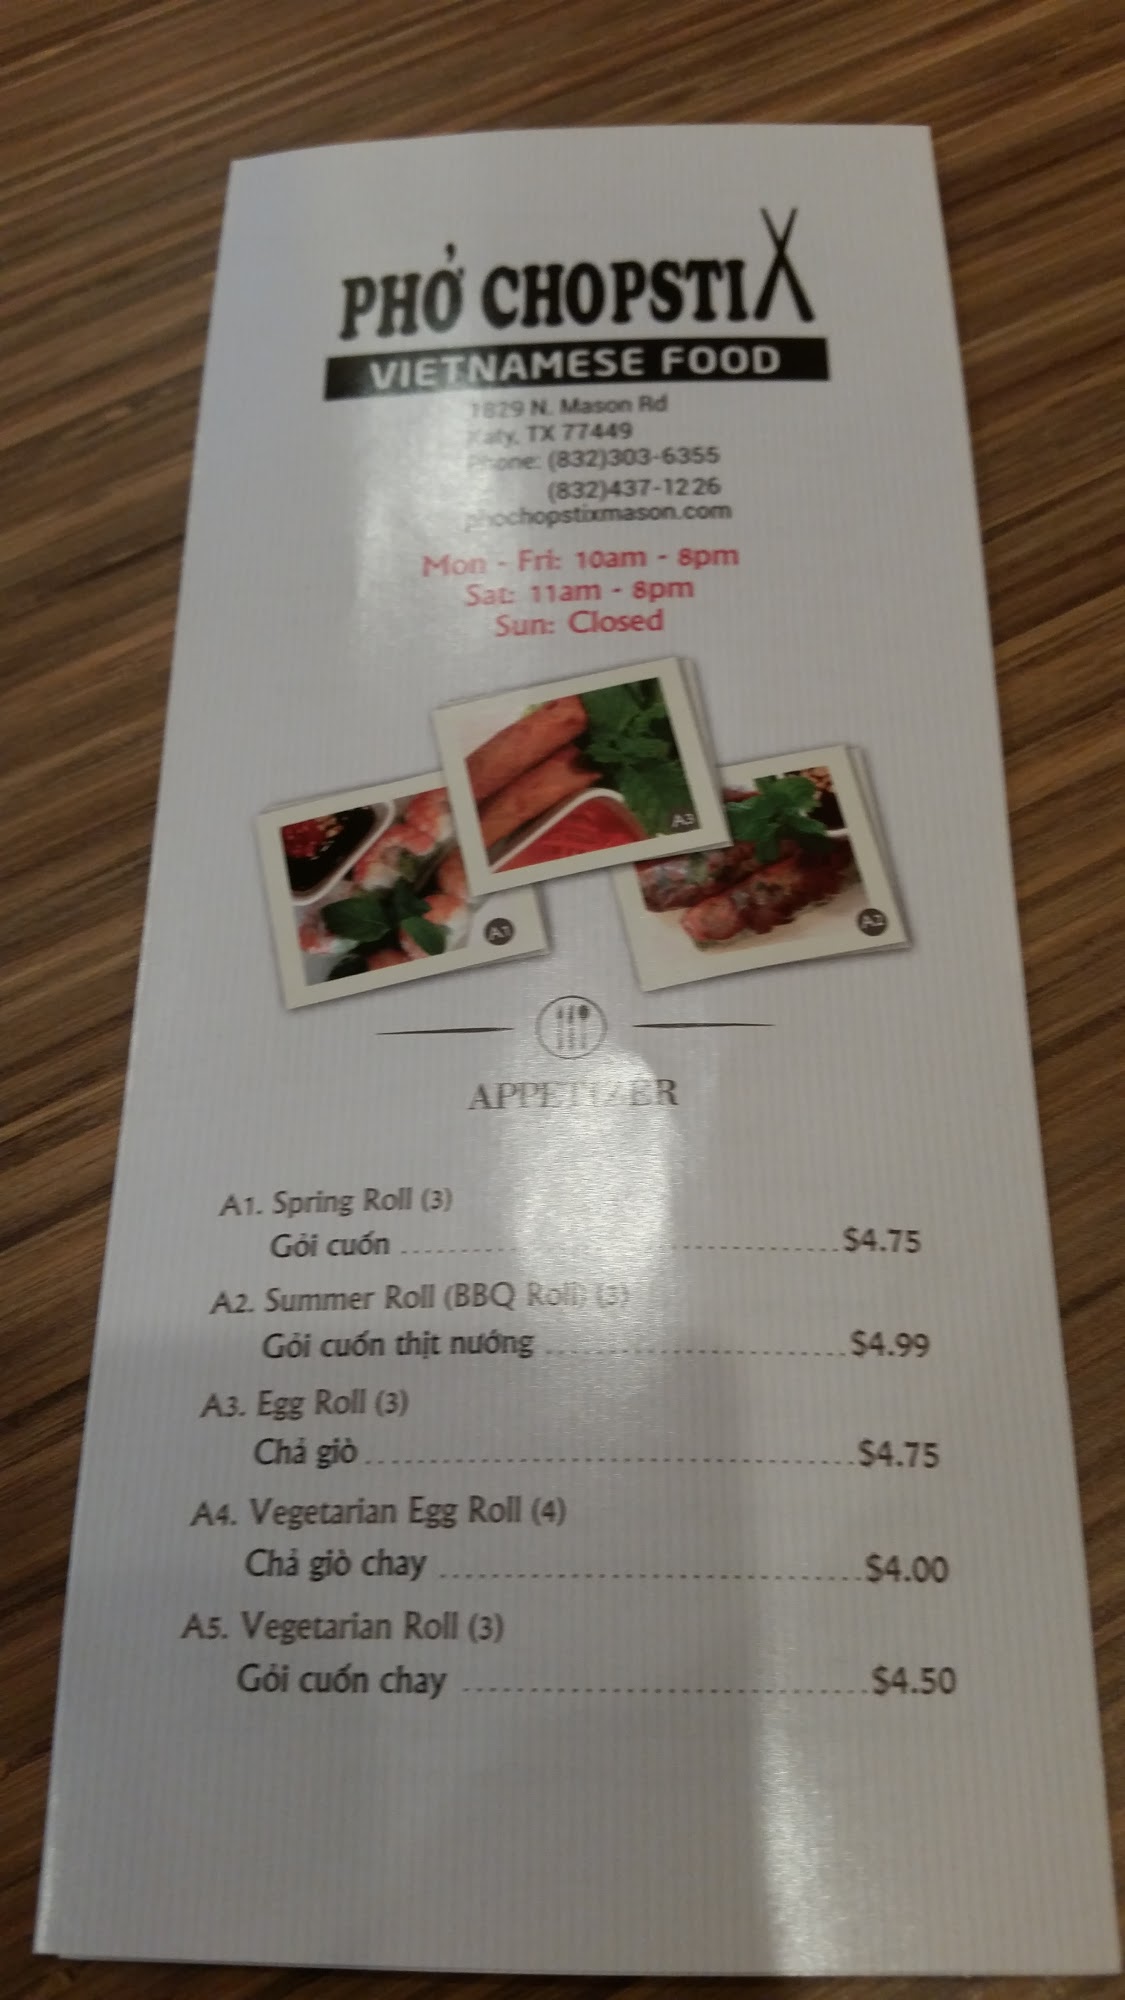 PHỞ CHOPSTIX
VIETNAMESE FOOD
1829 N. Mason Rd
Katy, TX 77449
Phone: (832)303-6355
(832)437-1226
phochopstixmason.com
Mon - Fri: 10am - 8pm
Sat: 11am - 8pm
Sun: Closed
A3
A1
A2
APPETIZER
A1. Spring Roll (3)
Gỏi cuốn ........ $4.75
A2. Summer Roll (BBQ Roll) (3)
Gỏi cuốn thịt nướng ........ $4.99
A3. Egg Roll (3)
Chả giò ........ $4.75
A4. Vegetarian Egg Roll (4)
Chả giò chay ........ $4.00
A5. Vegetarian Roll (3)
Gỏi cuốn chay ........ $4.50